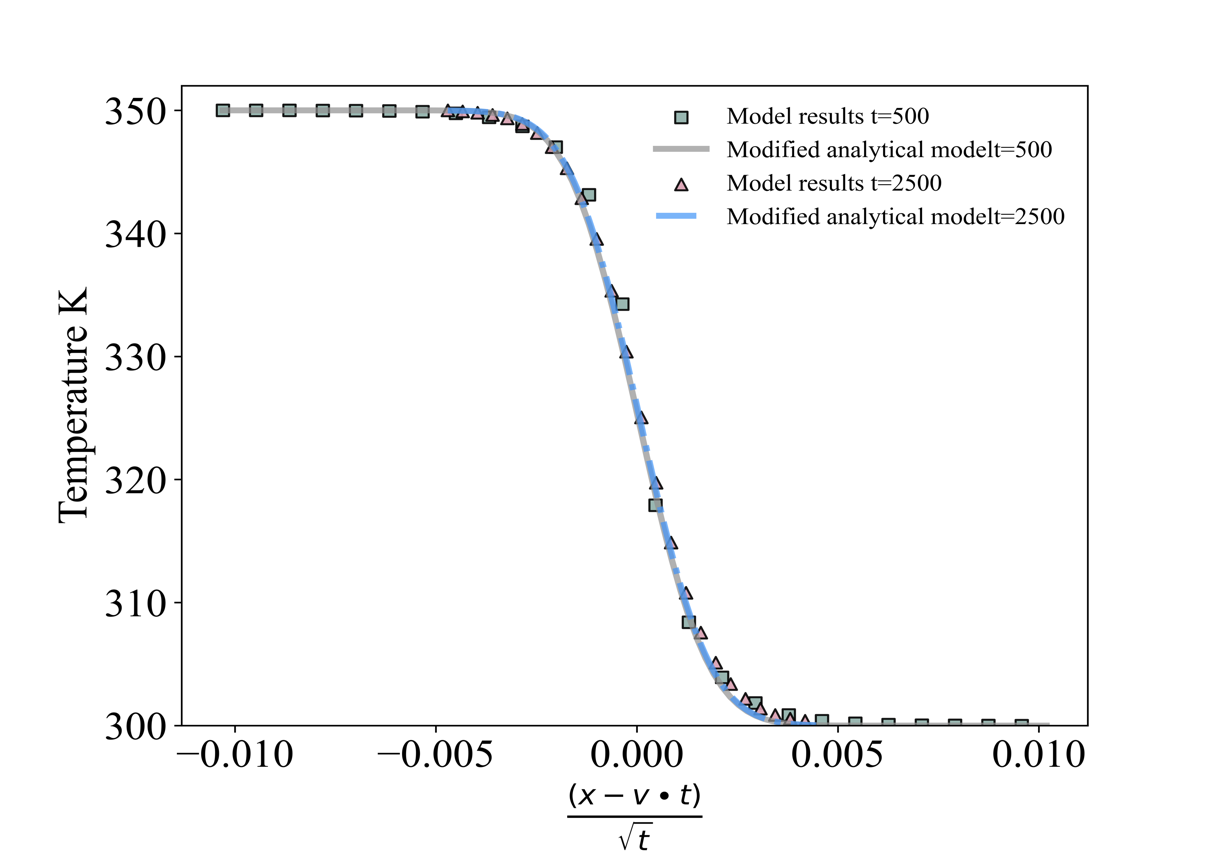 350
340
330
320
310
300
Temperature K
Model results t=500
Modified analytical modelt=500
Model results t=2500
Modified analytical modelt=2500
−0.010 −0.005 0.000 0.005 0.010
(x − v • t)
√t